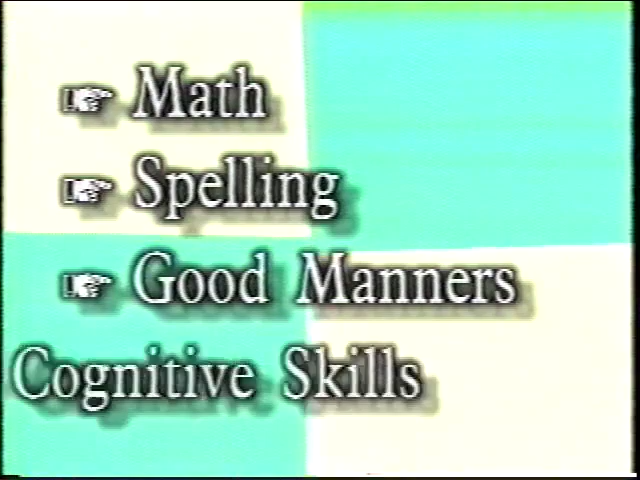 ☞ Math
☞ Spelling
☞ Good Manners
Cognitive Skills